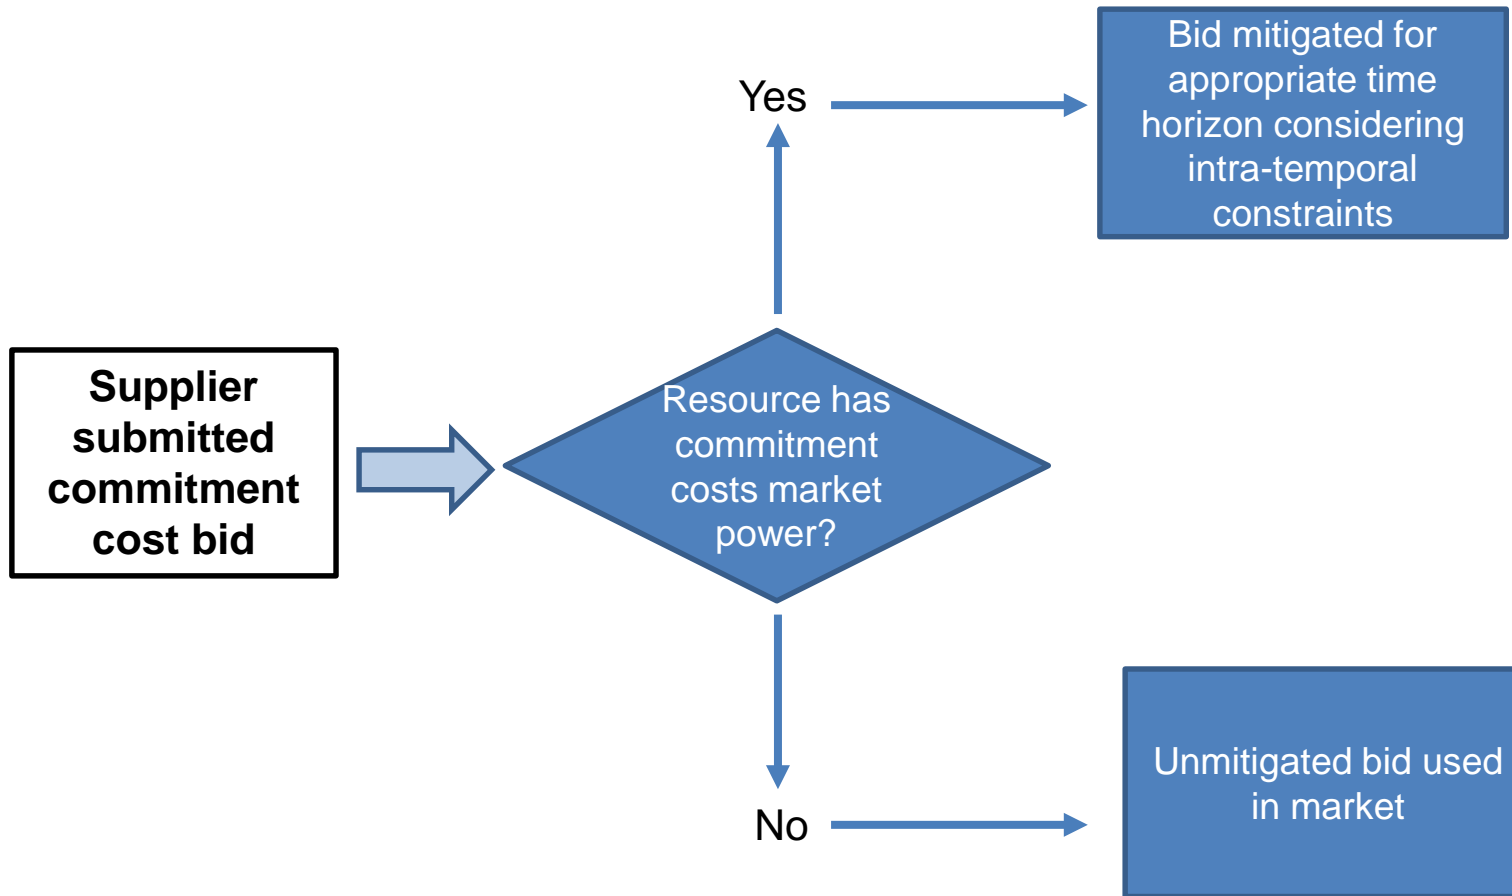 Supplier
submitted
commitment
cost bid
Resource has
commitment
costs market
power?
Yes
Bid mitigated for
appropriate time
horizon considering
intra-temporal
constraints
No
Unmitigated bid used
in market